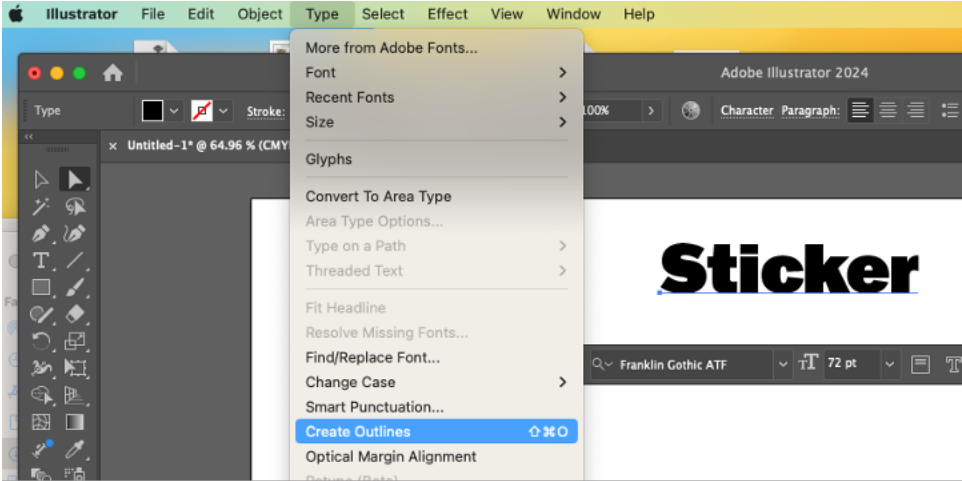 Illustrator File Edit Object Type Select Effect View Window Help
More from Adobe Fonts...
Font
Recent Fonts
Size
Glyphs
Convert To Area Type
Area Type Options...
Type on a Path
Threaded Text
Fit Headline
Resolve Missing Fonts...
Find/Replace Font...
Change Case
Smart Punctuation...
Create Outlines ⇧⌘O
Optical Margin Alignment
Retype (Beta)
Adobe Illustrator 2024
Type Stroke: 100% Character Paragraph:
× Untitled-1* @ 64.96 % (CMY
Sticker
Franklin Gothic ATF 72 pt
Fa